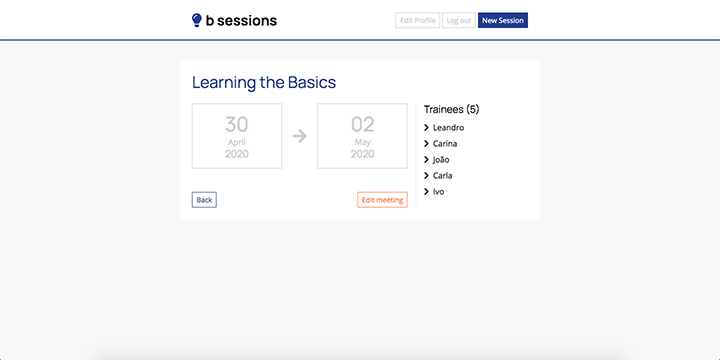 b sessions
Edit Profile
Log out
New Session
Learning the Basics
30
April
2020
02
May
2020
Trainees (5)
Leandro
Carina
João
Carla
Ivo
Back
Edit meeting